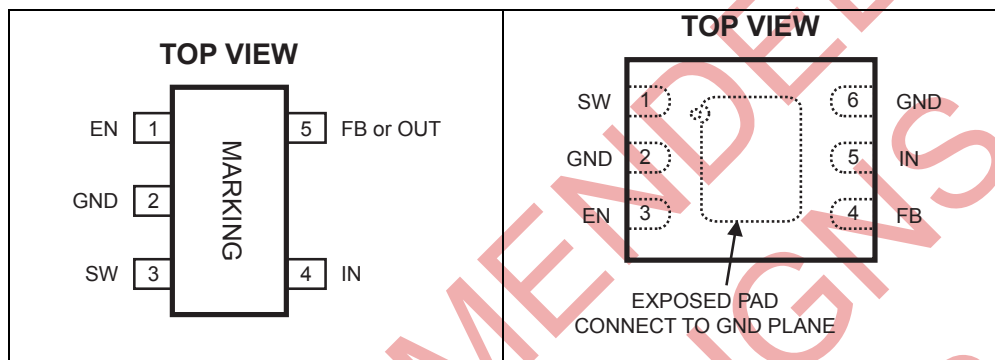 TOP VIEW
EN 1
5 FB or OUT
GND 2
SW 3
4 IN
MARKING
TOP VIEW
SW 1
6 GND
GND 2
5 IN
EN 3
4 FB
EXPOSED PAD
CONNECT TO GND PLANE